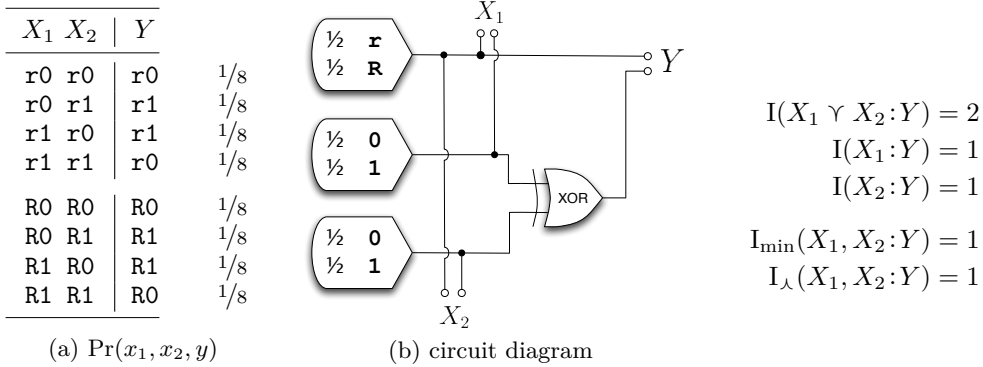 X₁ X₂ | Y
r0 r0 | r0 1/8
r0 r1 | r1 1/8
r1 r0 | r1 1/8
r1 r1 | r0 1/8
R0 R0 | R0 1/8
R0 R1 | R1 1/8
R1 R0 | R1 1/8
R1 R1 | R0 1/8
(a) Pr(x₁, x₂, y)
X₁
½ r
½ R
Y
½ 0
½ 1
XOR
½ 0
½ 1
X₂
(b) circuit diagram
I(X₁ ⋎ X₂ : Y) = 2
I(X₁ : Y) = 1
I(X₂ : Y) = 1
I_min(X₁, X₂ : Y) = 1
I_⋏(X₁, X₂ : Y) = 1